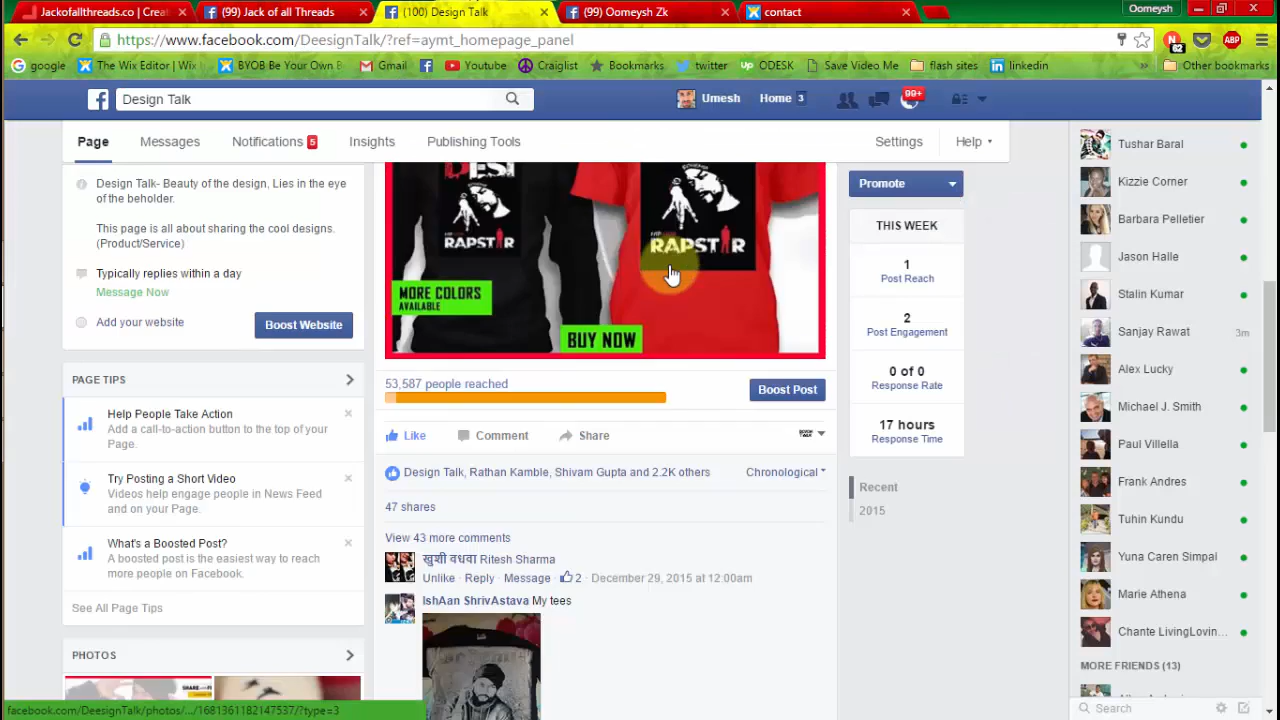 Jackofallthreads.co | Creat
(99) Jack of all Threads
(100) Design Talk
(99) Oomeysh Zk
contact
Oomeysh
https://www.facebook.com/DeesignTalk/?ref=aymt_homepage_panel
82
ABP
google
The Wix Editor | Wix
BYOB Be Your Own B
Gmail
Youtube
Craiglist
Bookmarks
twitter
Up ODESK
Save Video Me
flash sites
linkedin
Other bookmarks
Design Talk
Umesh
Home 3
99+
Page
Messages
Notifications 5
Insights
Publishing Tools
Settings
Help
Design Talk- Beauty of the design, Lies in the eye
of the beholder.
This page is all about sharing the cool designs.
(Product/Service)
Typically replies within a day
Message Now
Add your website
Boost Website
PAGE TIPS
Help People Take Action
Add a call-to-action button to the top of your
Page.
Try Posting a Short Video
Videos help engage people in News Feed
and on your Page.
What's a Boosted Post?
A boosted post is the easiest way to reach
more people on Facebook.
See All Page Tips
PHOTOS
facebook.com/DeesignTalk/photos/.../1681361182147537/?type=3
DESI
RAPSTAR
RAPSTAR
MORE COLORS
AVAILABLE
BUY NOW
53,587 people reached
Boost Post
Like
Comment
Share
Design Talk, Rathan Kamble, Shivam Gupta and 2.2K others
Chronological
47 shares
View 43 more comments
खुशी वधवा Ritesh Sharma
Unlike · Reply · Message · 2 · December 29, 2015 at 12:00am
IshAan ShrivAstava My tees
Promote
THIS WEEK
1
Post Reach
2
Post Engagement
0 of 0
Response Rate
17 hours
Response Time
Recent
2015
Tushar Baral
Kizzie Corner
Barbara Pelletier
Jason Halle
Stalin Kumar
Sanjay Rawat
3m
Alex Lucky
Michael J. Smith
Paul Villella
Frank Andres
Tuhin Kundu
Yuna Caren Simpal
Marie Athena
Chante LivingLovin...
MORE FRIENDS (13)
Search